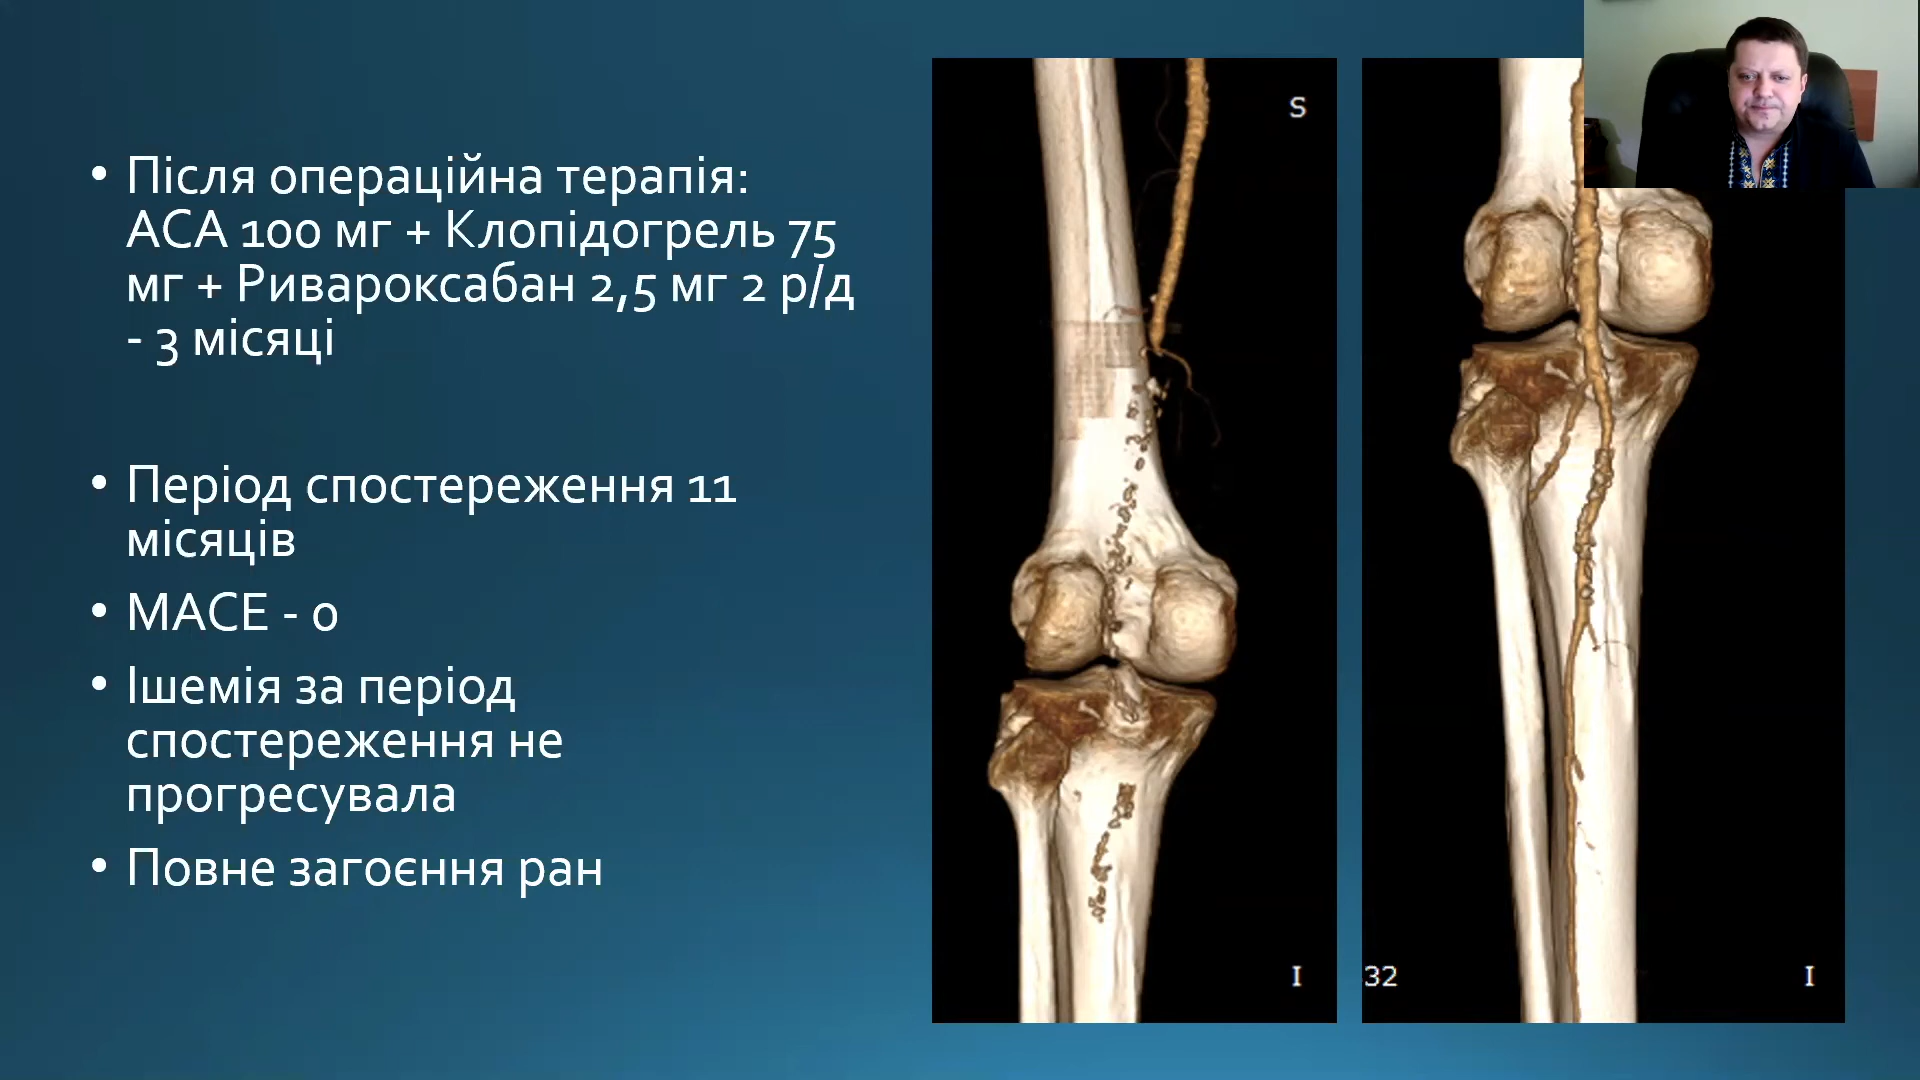 • Після операційна терапія:
АСА 100 мг + Клопідогрель 75
мг + Ривароксабан 2,5 мг 2 р/д
- 3 місяці
• Період спостереження 11
місяців
• МАСЕ - 0
• Ішемія за період
спостереження не
прогресувала
• Повне загоєння ран
S
I
32
I